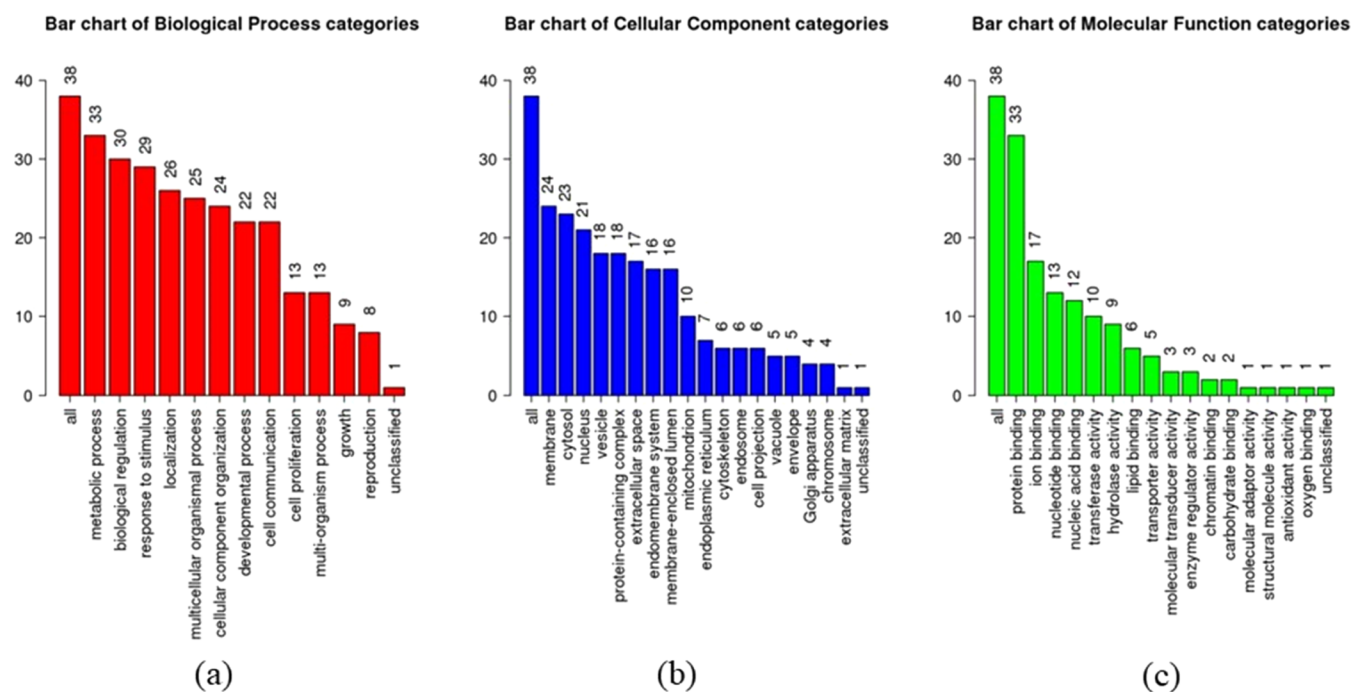 Bar chart of Biological Process categories
40
30
20
10
0
38
33
30
29
26
25
24
22
22
13
13
9
8
1
all
metabolic process
biological regulation
response to stimulus
localization
multicellular organismal process
cellular component organization
developmental process
cell communication
cell proliferation
multi-organism process
growth
reproduction
unclassified
(a)
Bar chart of Cellular Component categories
40
30
20
10
0
38
24
23
21
18
18
17
16
16
10
7
6
6
6
5
5
4
4
1
1
all
membrane
cytosol
nucleus
vesicle
protein-containing complex
extracellular space
endomembrane system
membrane-enclosed lumen
mitochondrion
endoplasmic reticulum
cytoskeleton
endosome
cell projection
vacuole
envelope
Golgi apparatus
chromosome
extracellular matrix
unclassified
(b)
Bar chart of Molecular Function categories
40
30
20
10
0
38
33
17
13
12
10
9
6
5
3
3
2
2
1
1
1
1
1
all
protein binding
ion binding
nucleotide binding
nucleic acid binding
transferase activity
hydrolase activity
lipid binding
transporter activity
molecular transducer activity
enzyme regulator activity
chromatin binding
carbohydrate binding
molecular adaptor activity
structural molecule activity
antioxidant activity
oxygen binding
unclassified
(c)